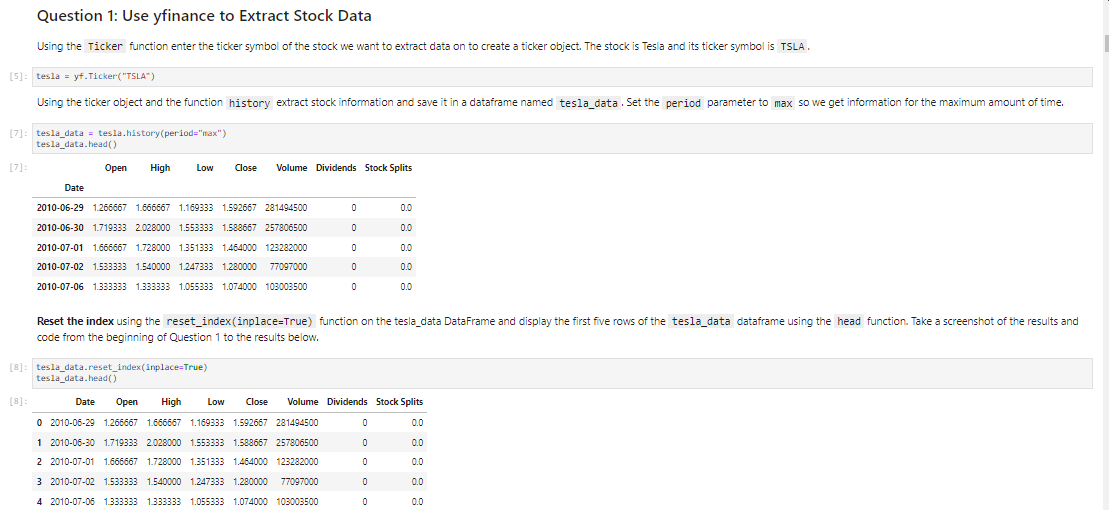 Question 1: Use yfinance to Extract Stock Data
Using the Ticker function enter the ticker symbol of the stock we want to extract data on to create a ticker object. The stock is Tesla and its ticker symbol is TSLA.
[5]: tesla = yf.Ticker("TSLA")
Using the ticker object and the function history extract stock information and save it in a dataframe named tesla_data. Set the period parameter to max so we get information for the maximum amount of time.
[7]: tesla_data = tesla.history(period="max")
tesla_data.head()
[7]: Open High Low Close Volume Dividends Stock Splits
Date
2010-06-29 1.266667 1.666667 1.169333 1.592667 281494500 0 0.0
2010-06-30 1.719333 2.028000 1.553333 1.588667 257806500 0 0.0
2010-07-01 1.666667 1.728000 1.351333 1.464000 123282000 0 0.0
2010-07-02 1.533333 1.540000 1.247333 1.280000 77097000 0 0.0
2010-07-06 1.333333 1.333333 1.055333 1.074000 103003500 0 0.0
Reset the index using the reset_index(inplace=True) function on the tesla_data DataFrame and display the first five rows of the tesla_data dataframe using the head function. Take a screenshot of the results and
code from the beginning of Question 1 to the results below.
[8]: tesla_data.reset_index(inplace=True)
tesla_data.head()
[8]: Date Open High Low Close Volume Dividends Stock Splits
0 2010-06-29 1.266667 1.666667 1.169333 1.592667 281494500 0 0.0
1 2010-06-30 1.719333 2.028000 1.553333 1.588667 257806500 0 0.0
2 2010-07-01 1.666667 1.728000 1.351333 1.464000 123282000 0 0.0
3 2010-07-02 1.533333 1.540000 1.247333 1.280000 77097000 0 0.0
4 2010-07-06 1.333333 1.333333 1.055333 1.074000 103003500 0 0.0